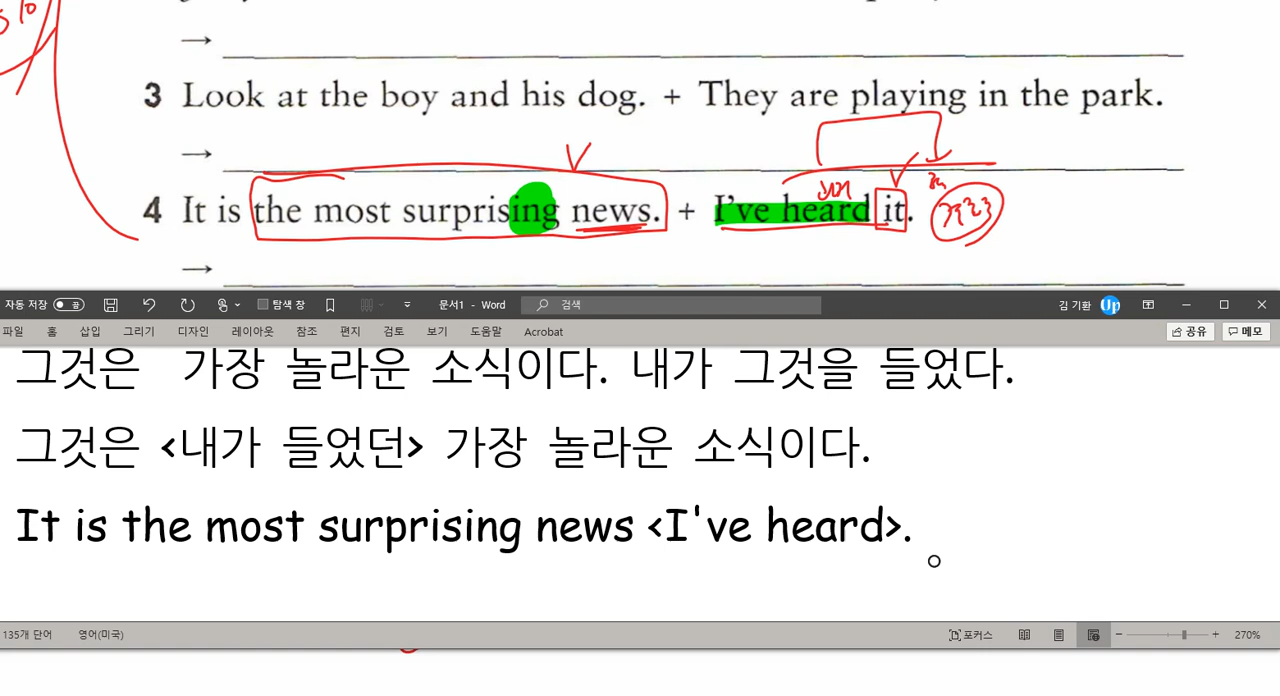 →
3 Look at the boy and his dog. + They are playing in the park.
→
4 It is the most surprising news. + I've heard it.
→
자동 저장 끔 탐색 창 문서1 - Word 검색 김 기환 Up
파일 홈 삽입 그리기 디자인 레이아웃 참조 편지 검토 보기 도움말 Acrobat 공유 메모
그것은 가장 놀라운 소식이다. 내가 그것을 들었다.
그것은 <내가 들었던> 가장 놀라운 소식이다.
It is the most surprising news <I've heard>.
135개 단어 영어(미국) 포커스 270%